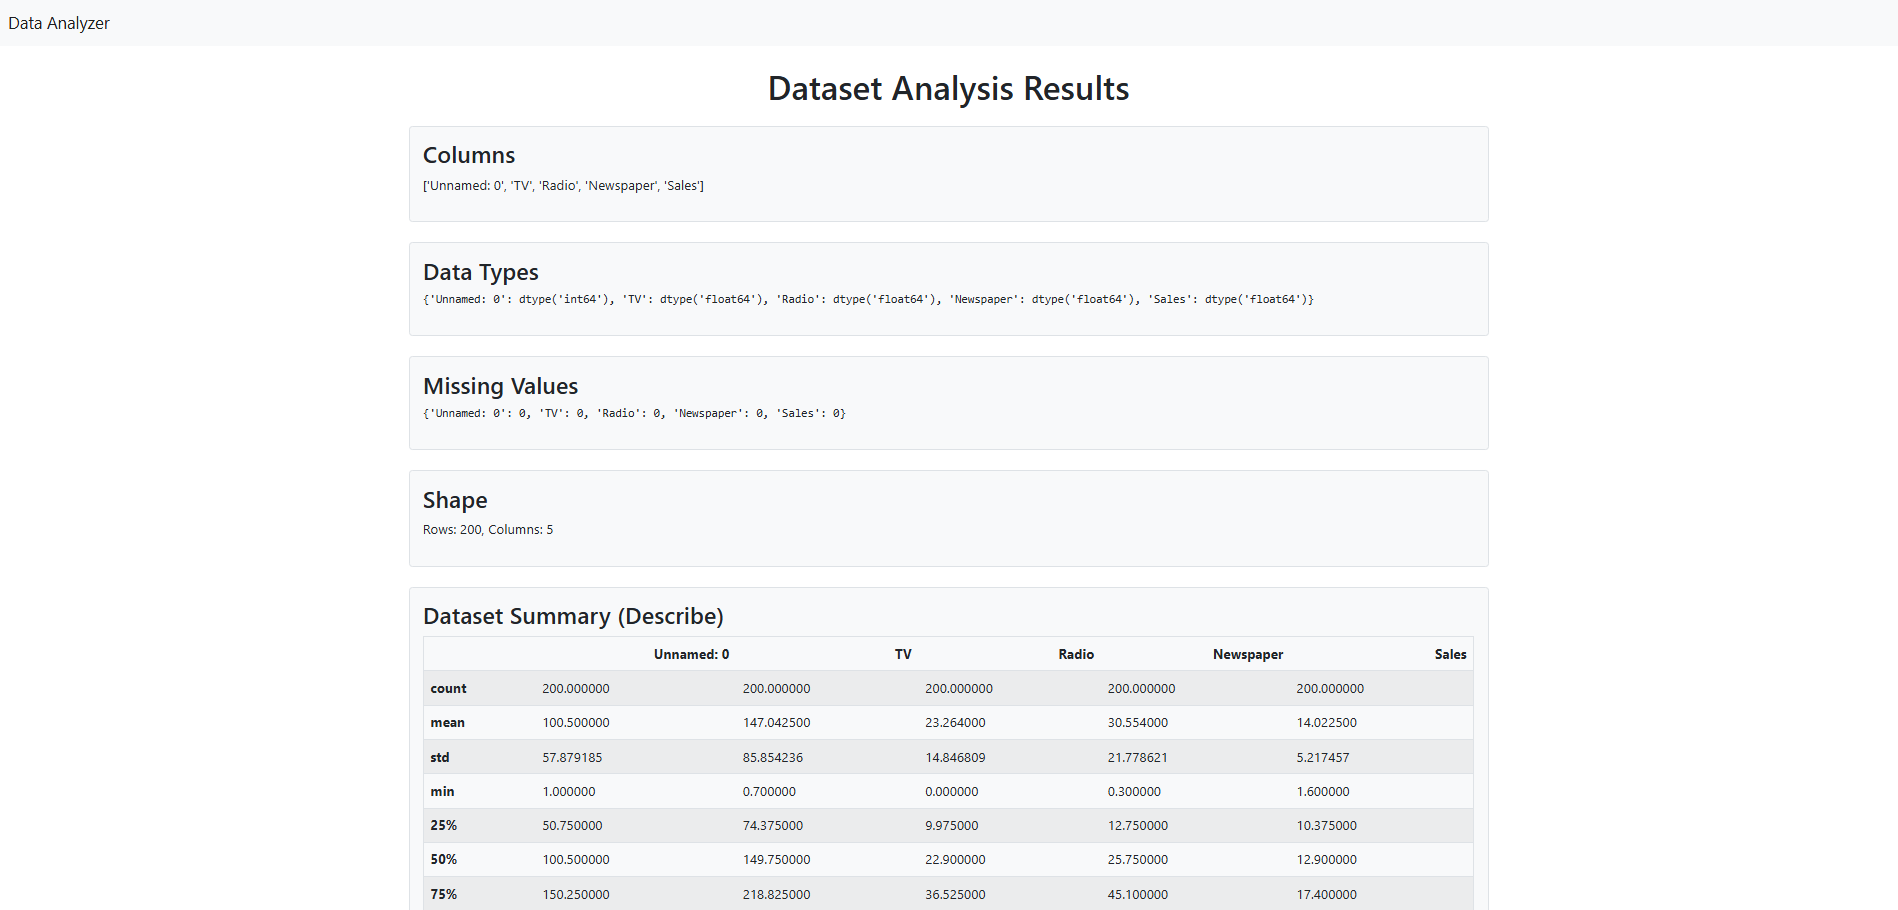 Data Analyzer
Dataset Analysis Results
Columns
['Unnamed: 0', 'TV', 'Radio', 'Newspaper', 'Sales']
Data Types
{'Unnamed: 0': dtype('int64'), 'TV': dtype('float64'), 'Radio': dtype('float64'), 'Newspaper': dtype('float64'), 'Sales': dtype('float64')}
Missing Values
{'Unnamed: 0': 0, 'TV': 0, 'Radio': 0, 'Newspaper': 0, 'Sales': 0}
Shape
Rows: 200, Columns: 5
Dataset Summary (Describe)
Unnamed: 0 TV Radio Newspaper Sales
count 200.000000 200.000000 200.000000 200.000000 200.000000
mean 100.500000 147.042500 23.264000 30.554000 14.022500
std 57.879185 85.854236 14.846809 21.778621 5.217457
min 1.000000 0.700000 0.000000 0.300000 1.600000
25% 50.750000 74.375000 9.975000 12.750000 10.375000
50% 100.500000 149.750000 22.900000 25.750000 12.900000
75% 150.250000 218.825000 36.525000 45.100000 17.400000